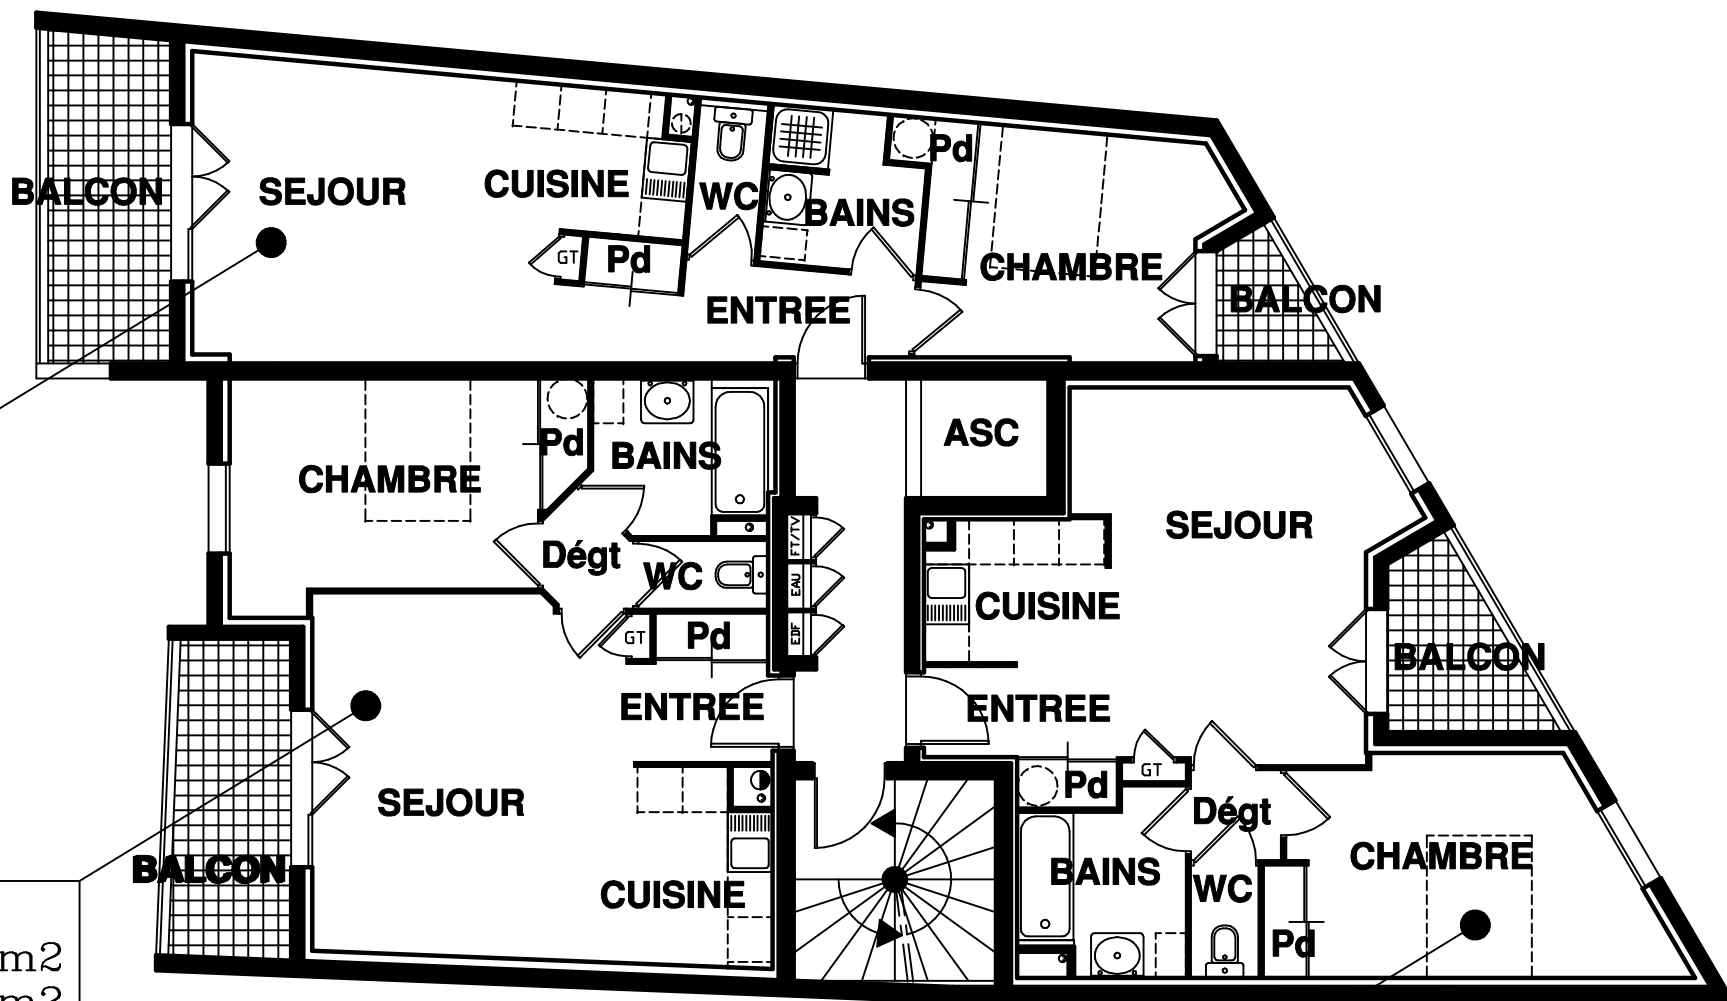 Pd
BALCON
SEJOUR
CUISINE
WC
BAINS
GT
Pd
CHAMBRE
BALCON
ENTREE
ASC
Pd
BAINS
CHAMBRE
SEJOUR
FT/TV
Dégt
WC
EAU
CUISINE
GT
Pd
EDF
BALCON
ENTREE
ENTREE
GT
Pd
SEJOUR
Dégt
BALCON
BAINS
CHAMBRE
CUISINE
WC
Pd
m2
m2